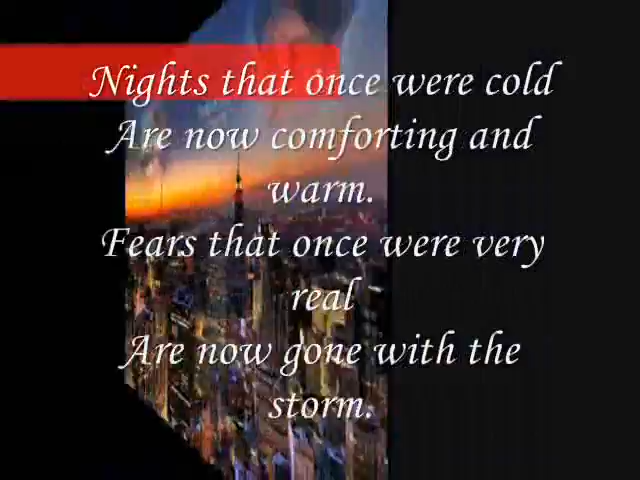 Nights that once were cold
Are now comforting and
warm.
Fears that once were very
real
Are now gone with the
storm.